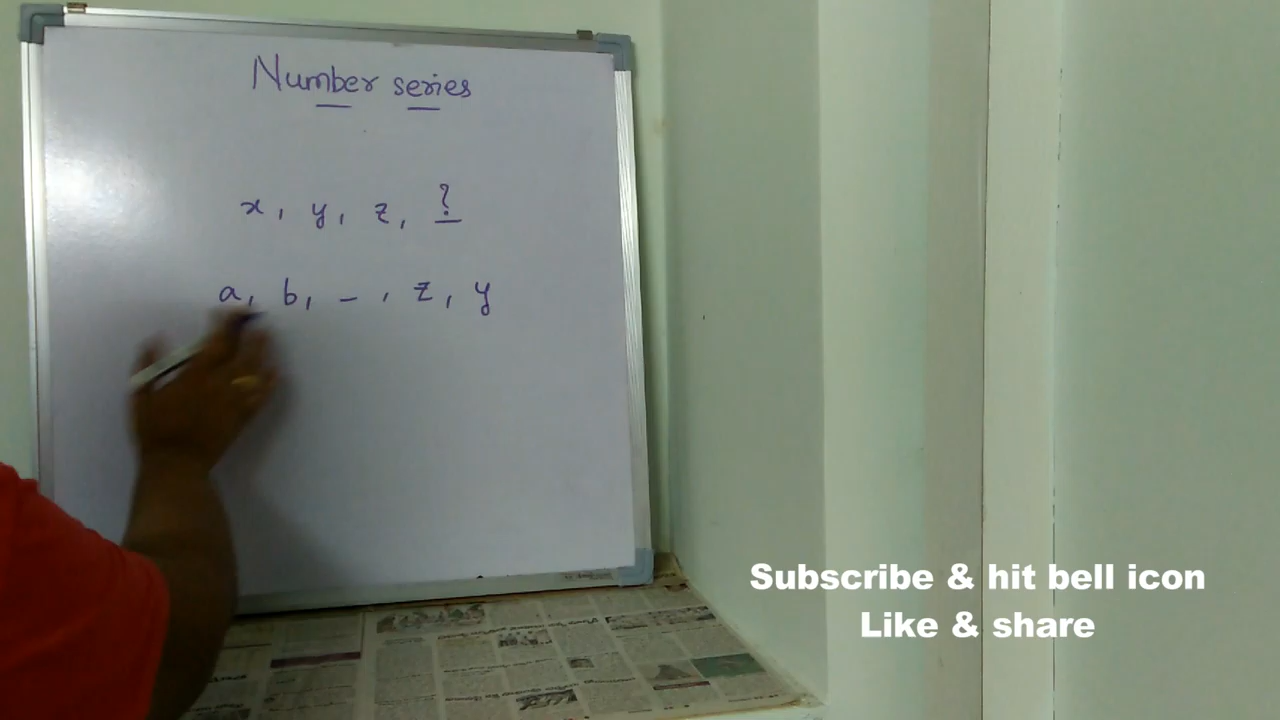 Number series
x, y, z, ?
a, b, _, z, y
Subscribe & hit bell icon
Like & share